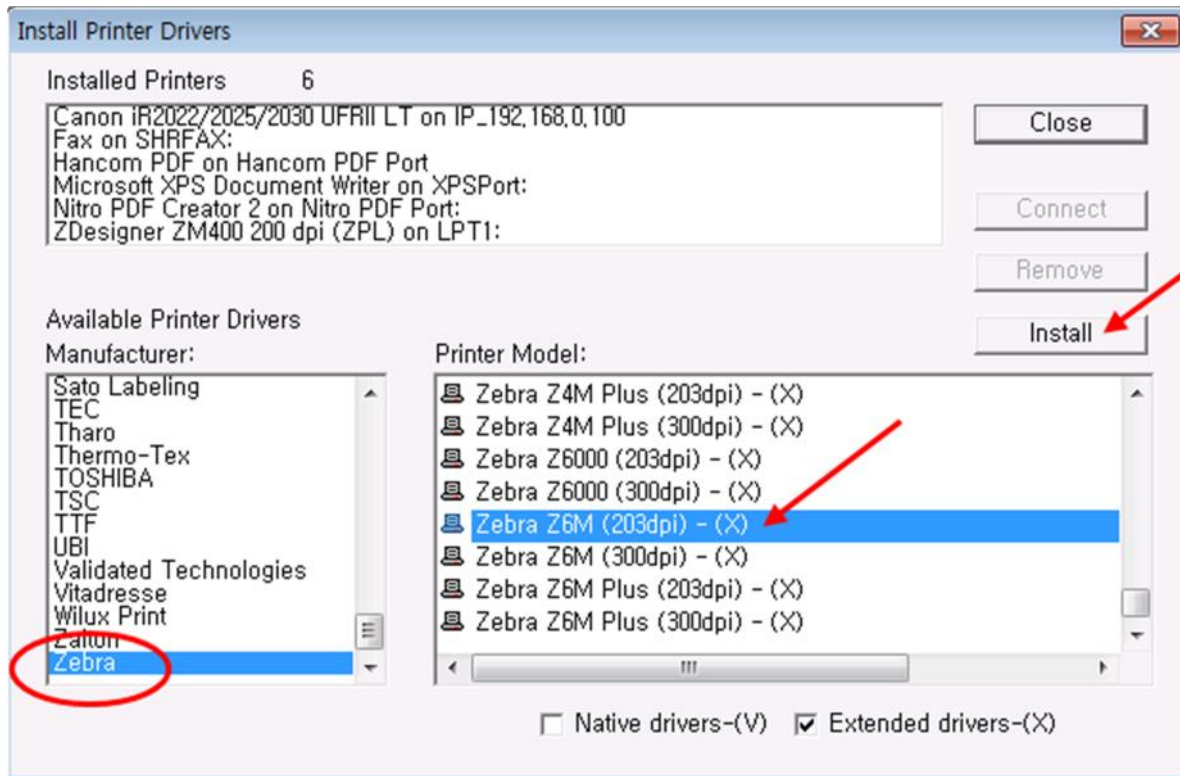 Install Printer Drivers
Installed Printers 6
Canon iR2022/2025/2030 UFRII LT on IP_192,168,0,100
Fax on SHRFAX:
Hancom PDF on Hancom PDF Port
Microsoft XPS Document Writer on XPSPort:
Nitro PDF Creator 2 on Nitro PDF Port:
ZDesigner ZM400 200 dpi (ZPL) on LPT1:
Close
Connect
Remove
Install
Available Printer Drivers
Manufacturer:
Sato Labeling
TEC
Tharo
Thermo-Tex
TOSHIBA
TSC
TTF
UBI
Validated Technologies
Vitadresse
Wilux Print
Zalton
Zebra
Printer Model:
Zebra Z4M Plus (203dpi) - (X)
Zebra Z4M Plus (300dpi) - (X)
Zebra Z6000 (203dpi) - (X)
Zebra Z6000 (300dpi) - (X)
Zebra Z6M (203dpi) - (X)
Zebra Z6M (300dpi) - (X)
Zebra Z6M Plus (203dpi) - (X)
Zebra Z6M Plus (300dpi) - (X)
Native drivers-(V) Extended drivers-(X)